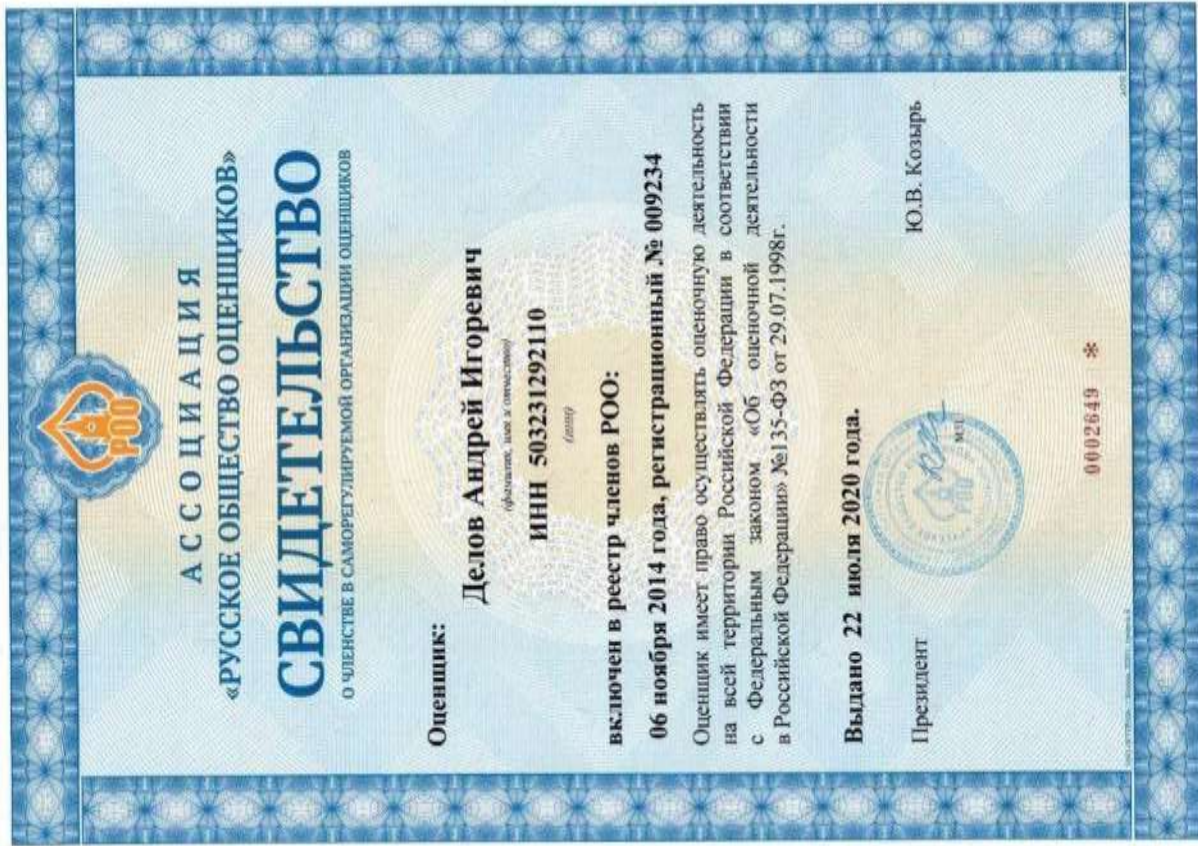 РОО
АССОЦИАЦИЯ
«РУССКОЕ ОБЩЕСТВО ОЦЕНЩИКОВ»
СВИДЕТЕЛЬСТВО
О ЧЛЕНСТВЕ В САМОРЕГУЛИРУЕМОЙ ОРГАНИЗАЦИИ ОЦЕНЩИКОВ
Оценщик:
Делов Андрей Игоревич
(фамилия, имя и отчество)
ИНН 503231292110
включен в реестр членов РОО:
06 ноября 2014 года, регистрационный № 009234
Оценщик имеет право осуществлять оценочную деятельность
на всей территории Российской Федерации в соответствии
с Федеральным законом «Об оценочной деятельности
в Российской Федерации» №135-ФЗ от 29.07.1998г.
Выдано 22 июля 2020 года.
Президент
М.П.
Ю.В. Козырь
0002649 *